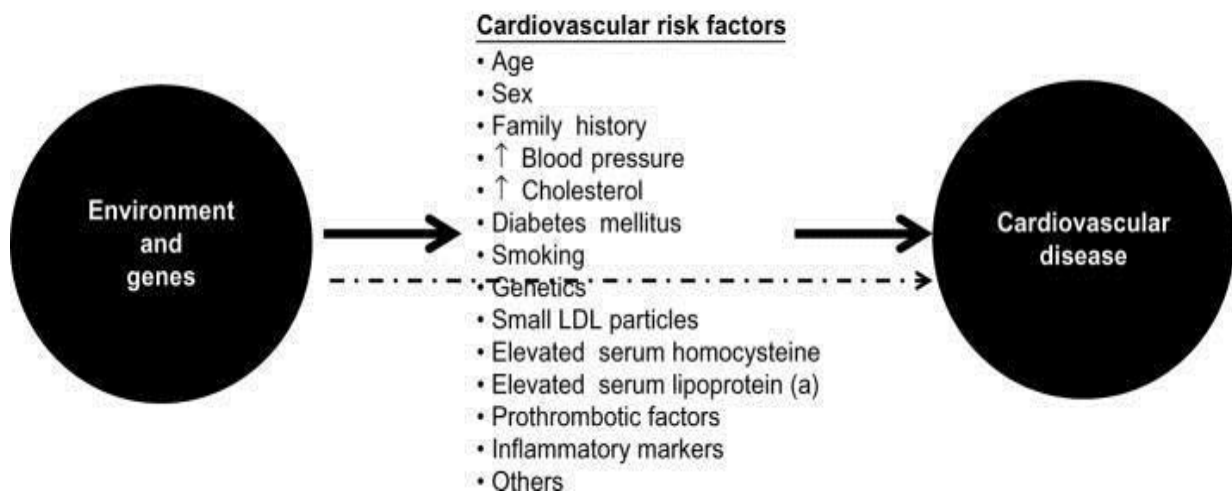 Cardiovascular risk factors
• Age
• Sex
• Family history
• ↑ Blood pressure
• ↑ Cholesterol
• Diabetes mellitus
• Smoking
• Genetics
• Small LDL particles
• Elevated serum homocysteine
• Elevated serum lipoprotein (a)
• Prothrombotic factors
• Inflammatory markers
• Others
Environment
and
genes
Cardiovascular
disease